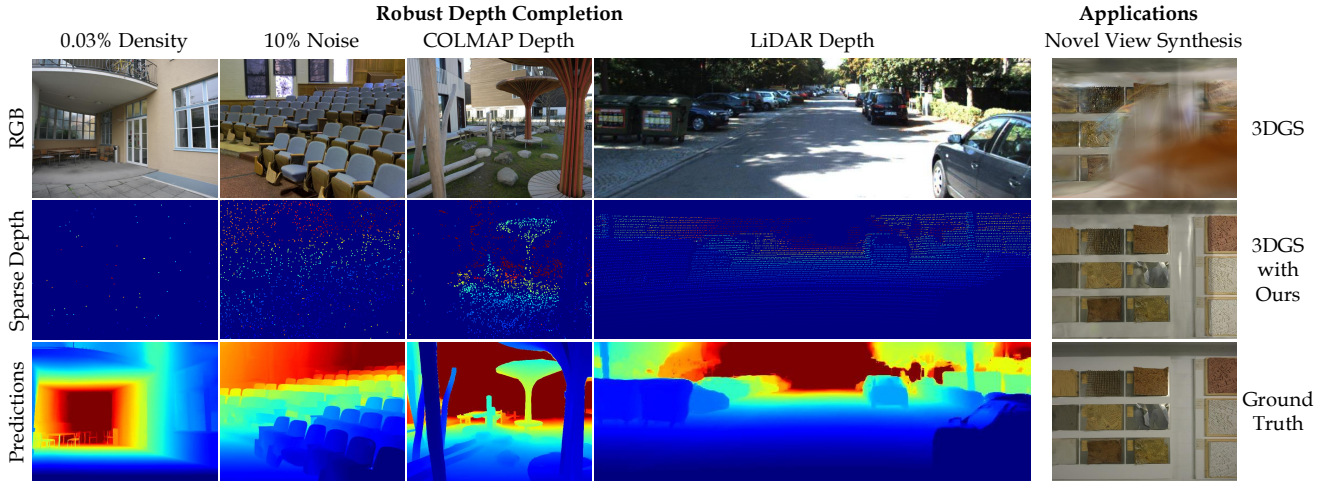 Robust Depth Completion
Applications
0.03% Density
10% Noise
COLMAP Depth
LiDAR Depth
Novel View Synthesis
RGB
3DGS
Sparse Depth
3DGS
with
Ours
Predictions
Ground
Truth